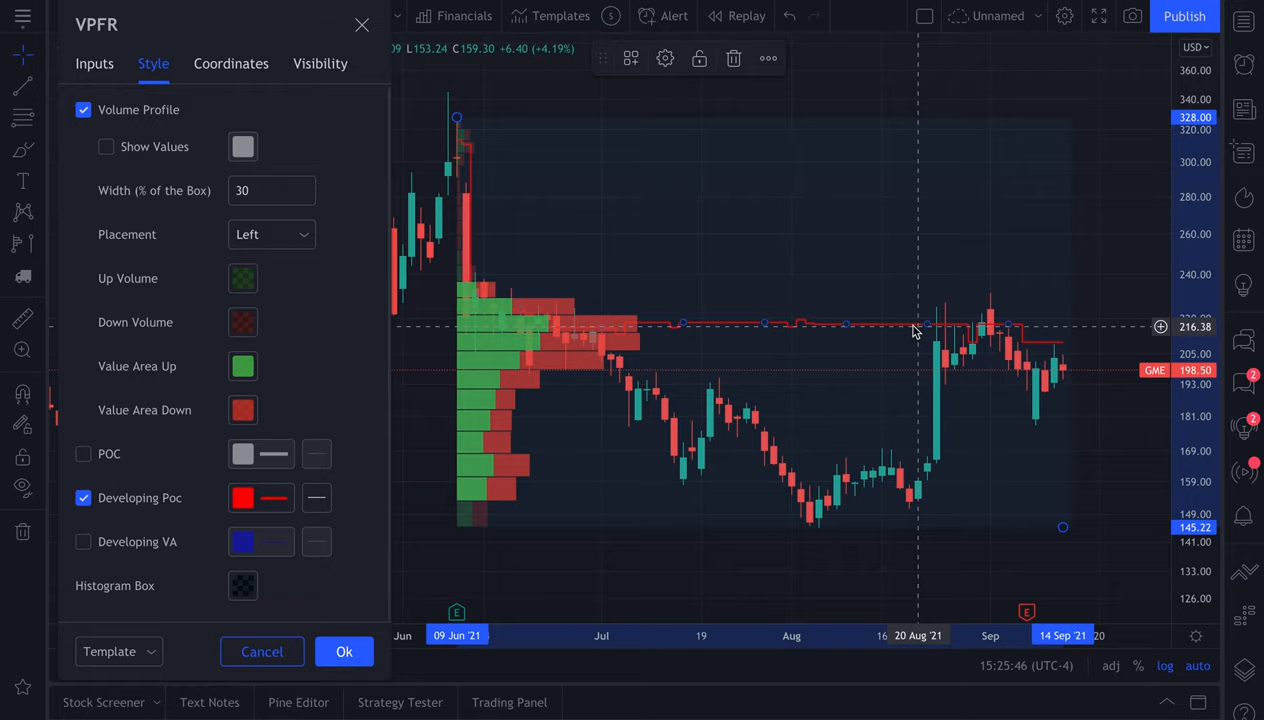 VPFR
Financials
Templates
S
Alert
Replay
Unnamed
Publish
09 L153.24 C159.30 +6.40 (+4.19%)
USD
Inputs
Style
Coordinates
Visibility
Volume Profile
Show Values
Width (% of the Box)
30
Placement
Left
Up Volume
Down Volume
Value Area Up
Value Area Down
POC
Developing Poc
Developing VA
Histogram Box
Template
Cancel
Ok
360.00
340.00
328.00
320.00
300.00
280.00
260.00
240.00
216.38
205.00
GME 198.50
193.00
181.00
169.00
159.00
149.00
145.22
141.00
133.00
126.00
E
E
2
2
Jun
09 Jun '21
Jul
19
Aug
16
20 Aug '21
Sep
14 Sep '21
20
15:25:46 (UTC-4)
adj
%
log
auto
Stock Screener
Text Notes
Pine Editor
Strategy Tester
Trading Panel